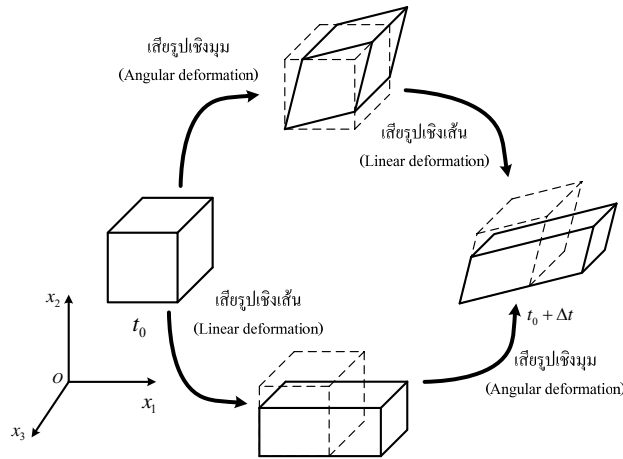 เสียรูปเชิงมุม
(Angular deformation)
เสียรูปเชิงเส้น
(Linear deformation)
x₂
t₀
เสียรูปเชิงเส้น
(Linear deformation)
t₀ + Δt
เสียรูปเชิงมุม
(Angular deformation)
O
x₁
x₃